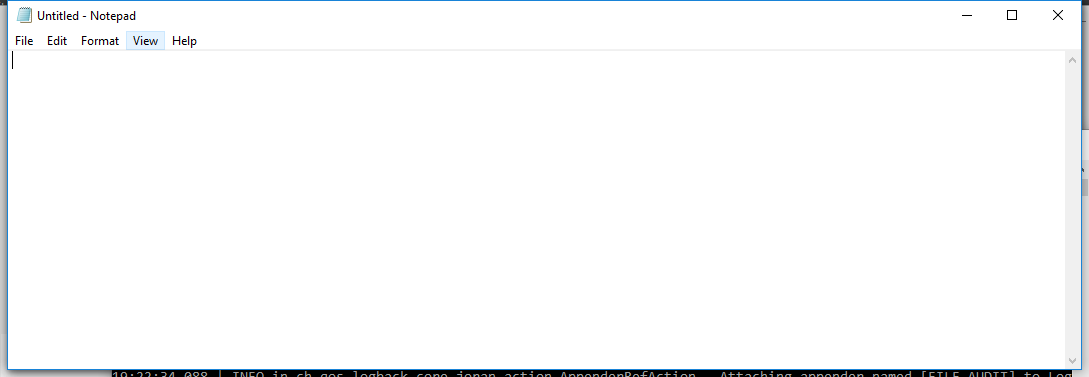 Untitled - Notepad
File Edit Format View Help
19:22:34,088 | INFO in ch.qos.logback.core.joran.action.AppenderRefAction - Attaching appender named [FILE_AUDIT] to Log